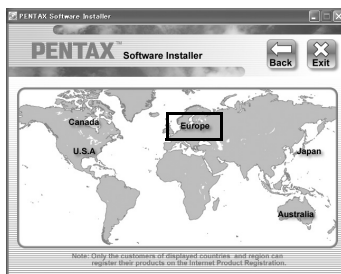 PENTAX Software Installer
PENTAX™ Software Installer
Back Exit
Canada
Europe
U.S.A
Japan
Australia
Note: Only the customers of displayed countries and region can
register their products on the Internet Product Registration.